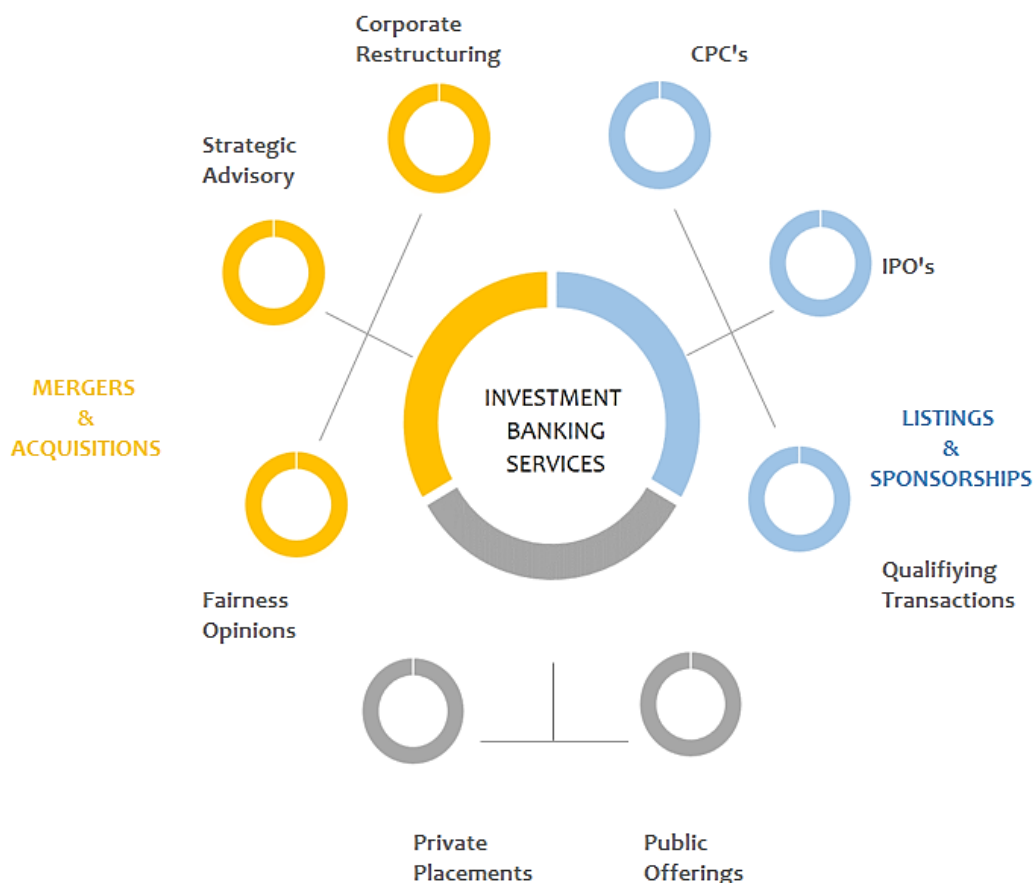 Corporate
Restructuring
CPC's
Strategic
Advisory
IPO's
MERGERS
&
ACQUISITIONS
INVESTMENT
BANKING
SERVICES
LISTINGS
&
SPONSORSHIPS
Fairness
Opinions
Qualifiying
Transactions
Private
Placements
Public
Offerings